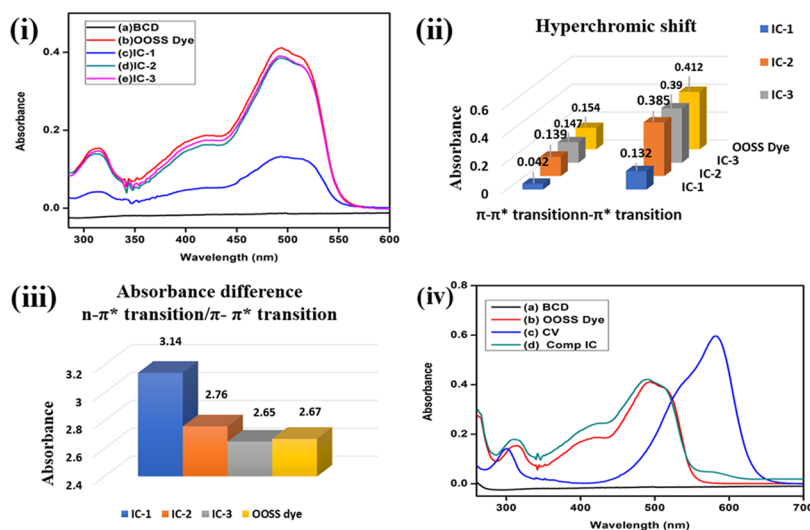 (i)
(a)BCD
(b)OOSS Dye
(c)IC-1
(d)IC-2
(e)IC-3
0.4
0.2
0.0
Absorbance
300 350 400 450 500 550 600
Wavelength (nm)
(ii)
Hyperchromic shift
IC-1
IC-2
IC-3
0.6
0.4
0.2
0
Absorbance
0.042
0.139
0.147
0.154
0.132
0.385
0.39
0.412
OOSS Dye
IC-3
IC-2
IC-1
π-π* transitionn-π* transition
(iii)
Absorbance difference
n-π* transition/π- π* transition
3.14
2.76
2.65
2.67
3.2
3
2.8
2.6
2.4
Absorbance
IC-1 IC-2 IC-3 OOSS dye
(iv)
(a) BCD
(b) OOSS Dye
(c) CV
(d) Comp IC
0.8
0.6
0.4
0.2
0.0
Absorbance
300 400 500 600 700
Wavelength (nm)